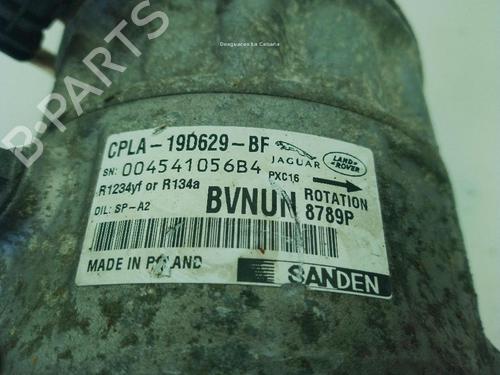 Desguaces La Cabaña
B-PARTS
CPLA-19D629-BF
JAGUAR
LAND ROVER
SN: 004541056B4
PXC16
R1234yf or R134a
BVNUN
ROTATION
OIL: SP-A2
8789P
MADE IN POLAND
SANDEN